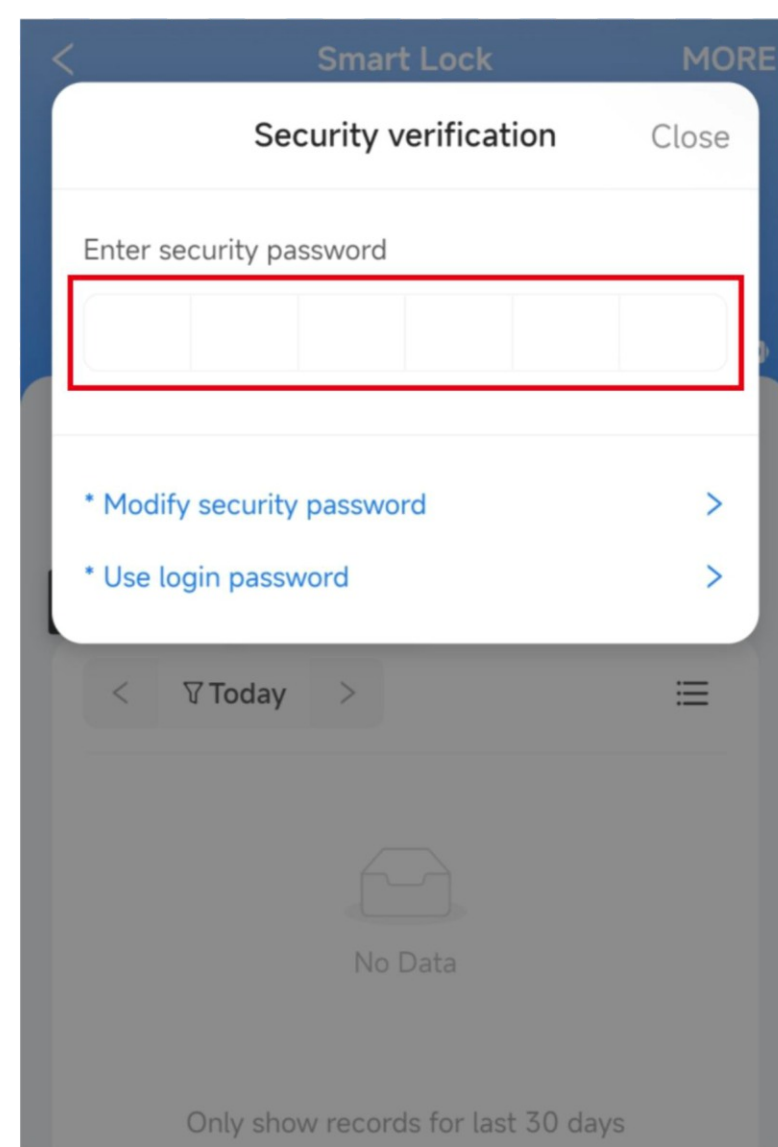 Smart Lock MORE
Security verification Close
Enter security password
* Modify security password
* Use login password
Today
No Data
Only show records for last 30 days